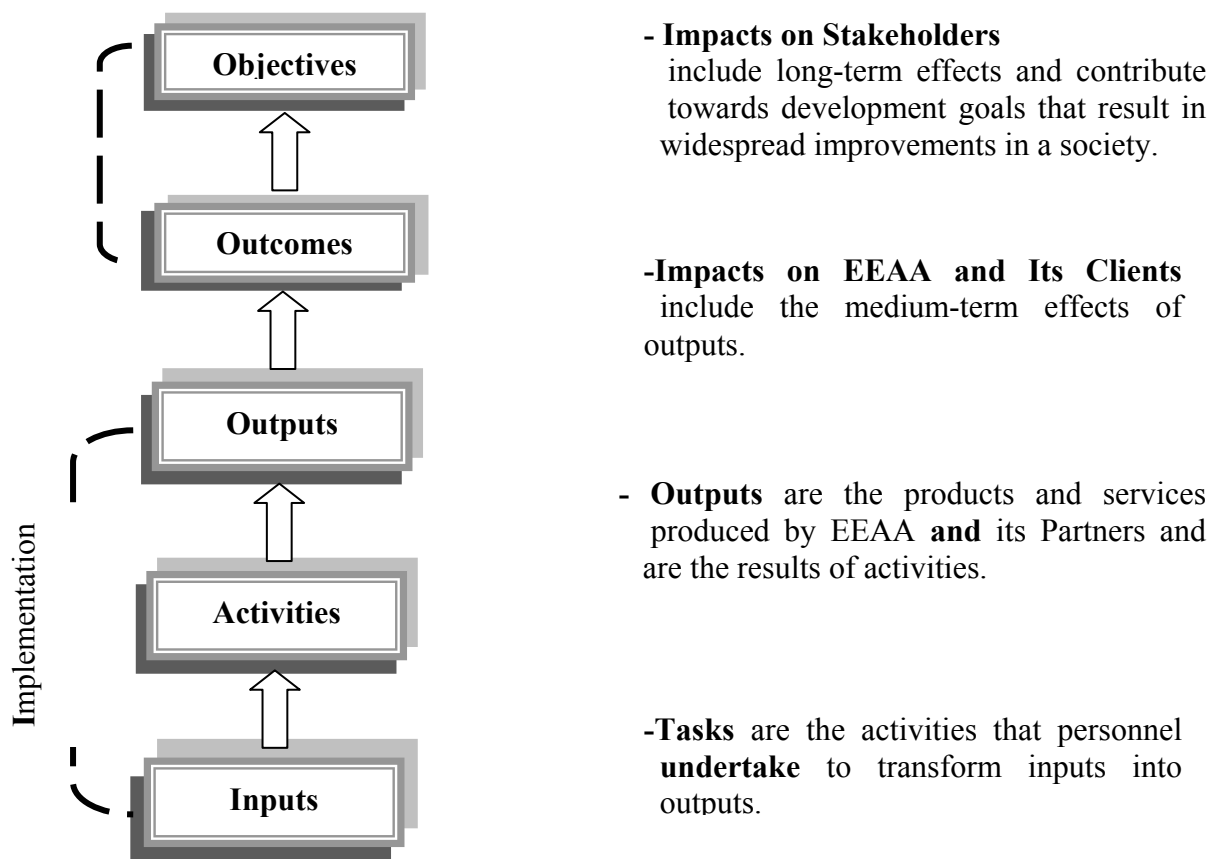 Objectives
Outcomes
Outputs
Activities
Inputs
Implementation
- Impacts on Stakeholders
include long-term effects and contribute
towards development goals that result in
widespread improvements in a society.
-Impacts on EEAA and Its Clients
include the medium-term effects of
outputs.
- Outputs are the products and services
produced by EEAA and its Partners and
are the results of activities.
-Tasks are the activities that personnel
undertake to transform inputs into
outputs.